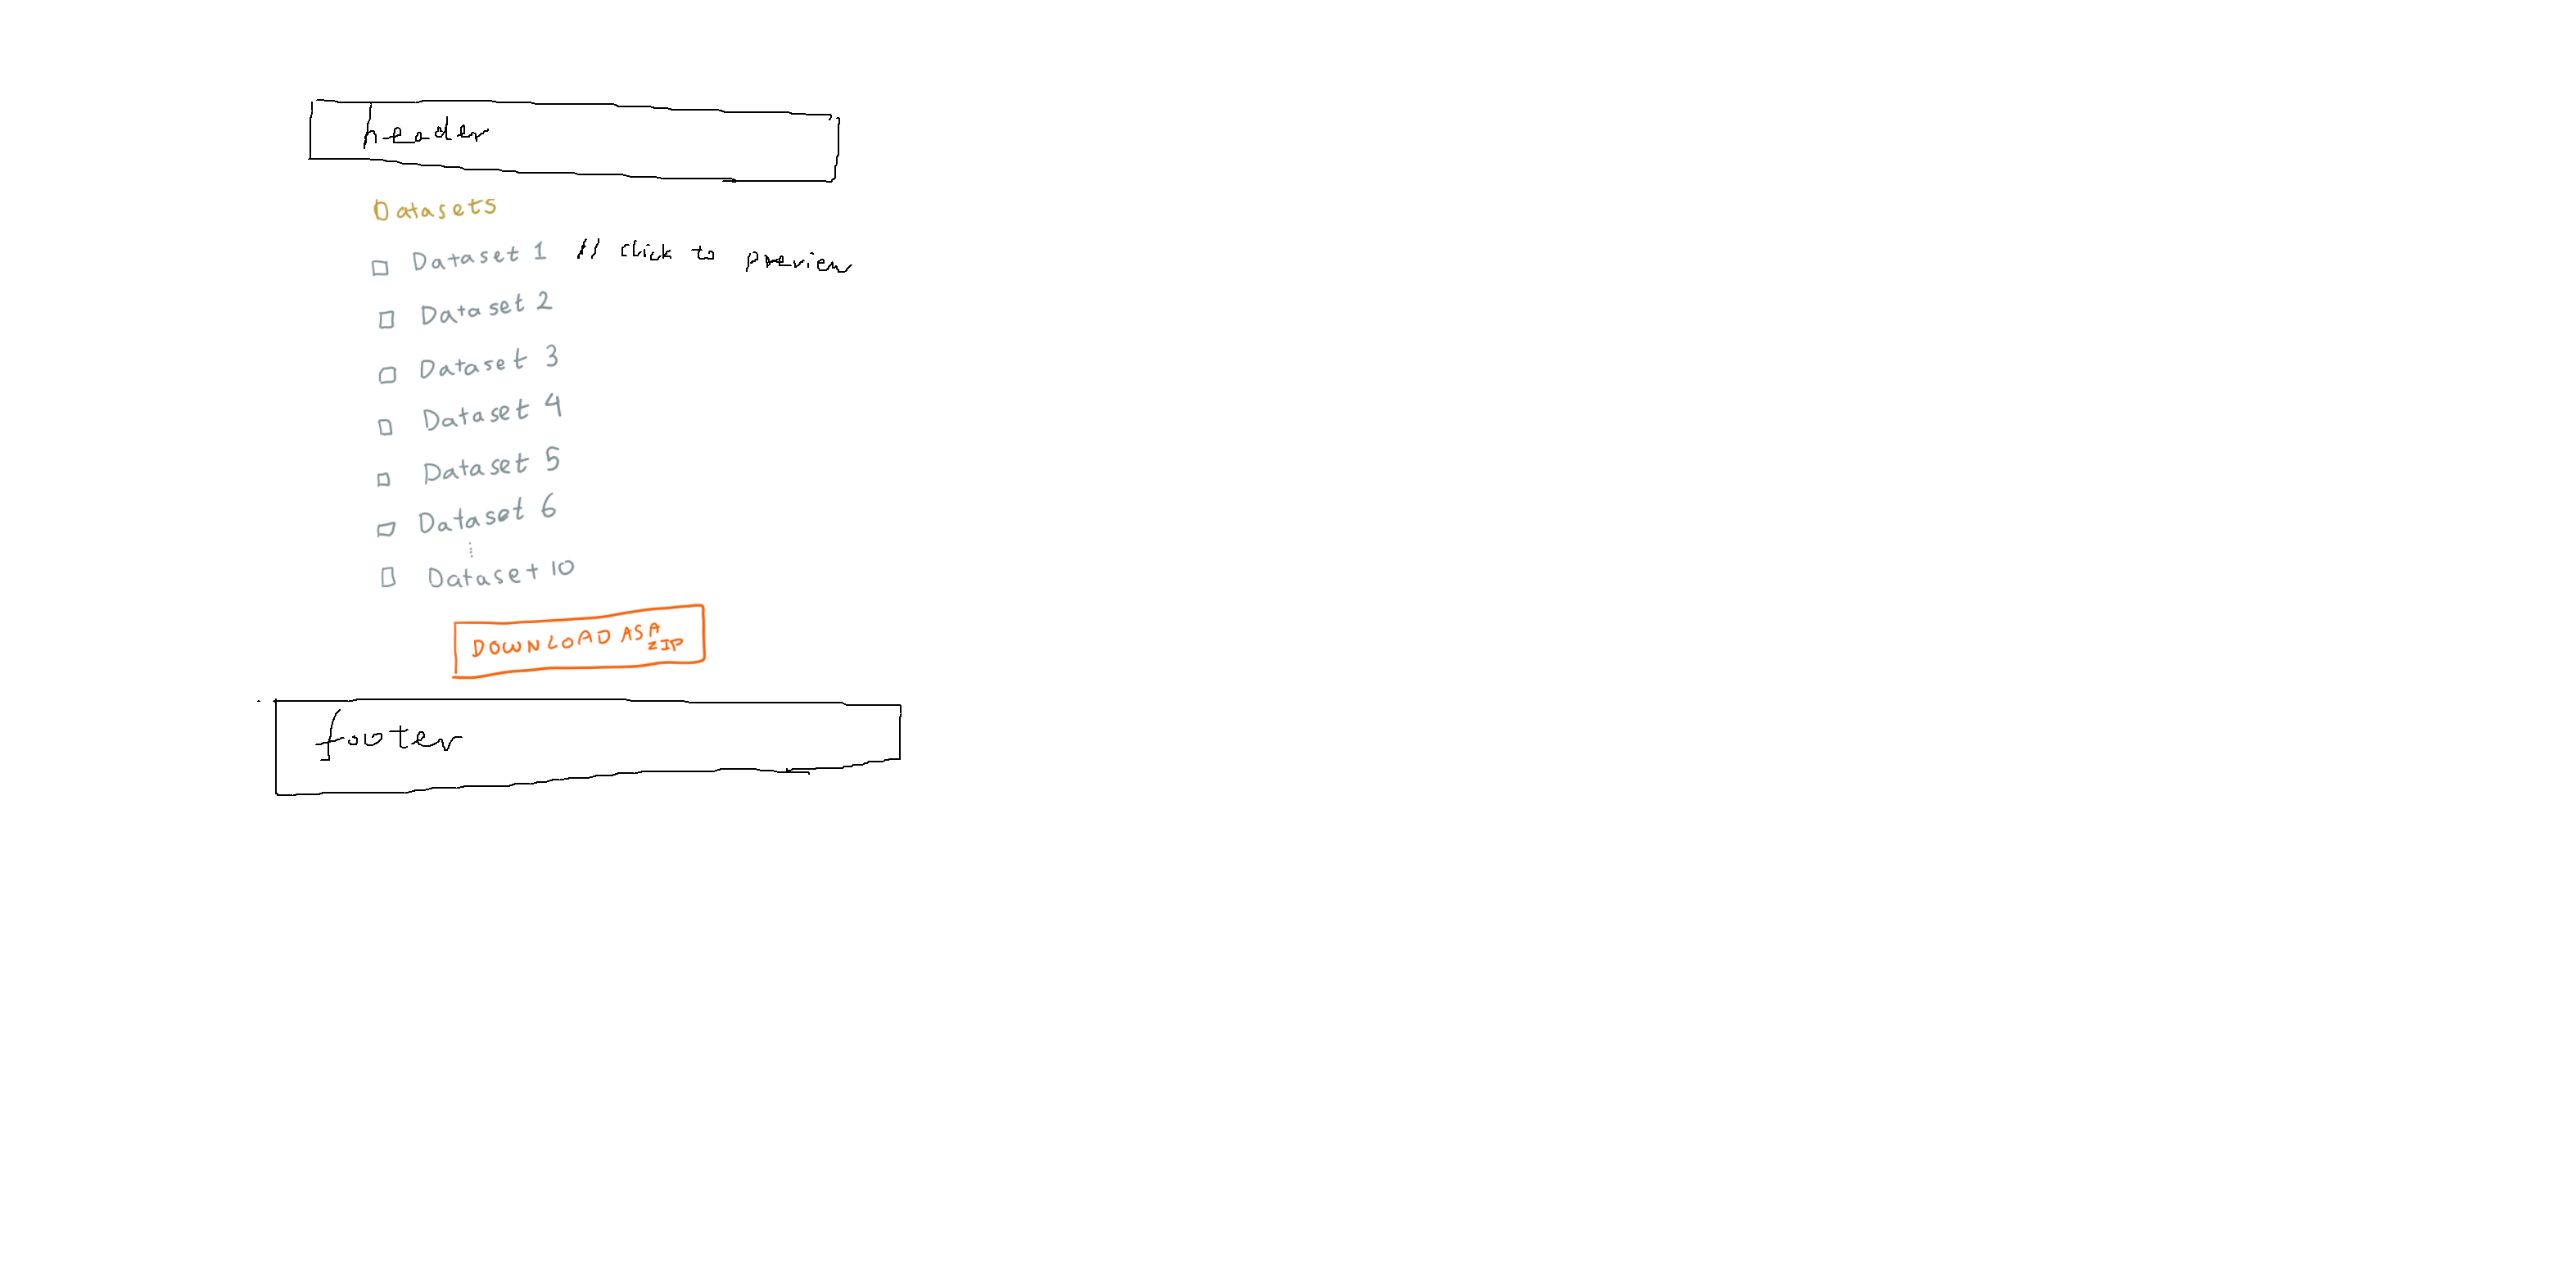 header
Datasets
Dataset 1 // click to preview
Dataset 2
Dataset 3
Dataset 4
Dataset 5
Dataset 6
Dataset 10
DOWNLOAD AS A
ZIP
footer